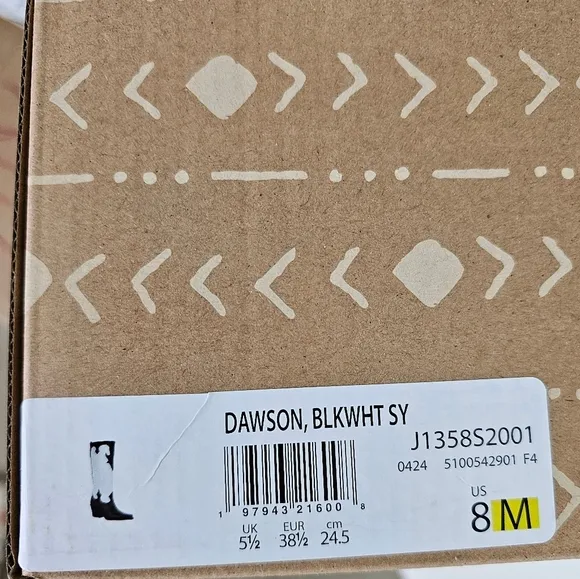 DAWSON, BLKWHT SY
J1358S2001
0424 5100542901 F4
1 97943 21600 8
UK EUR cm
5½ 38½ 24.5
US
8 M